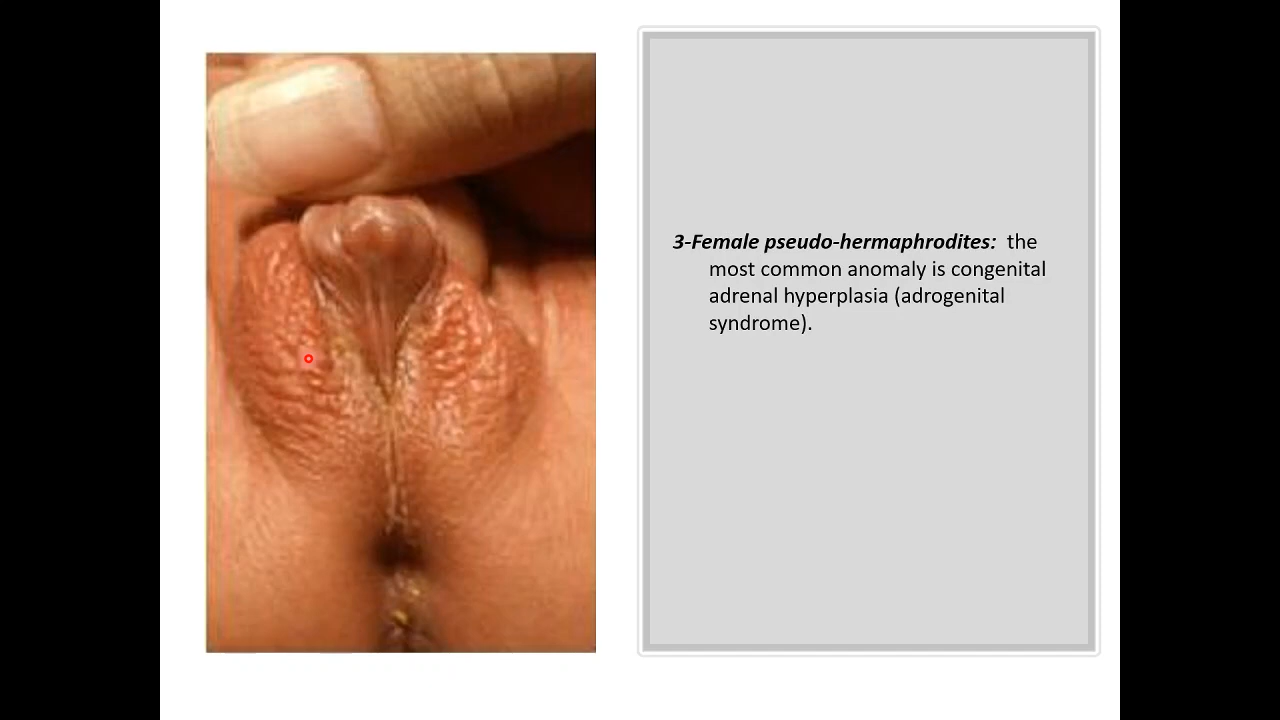 3-Female pseudo-hermaphrodites: the
most common anomaly is congenital
adrenal hyperplasia (adrogenital
syndrome).